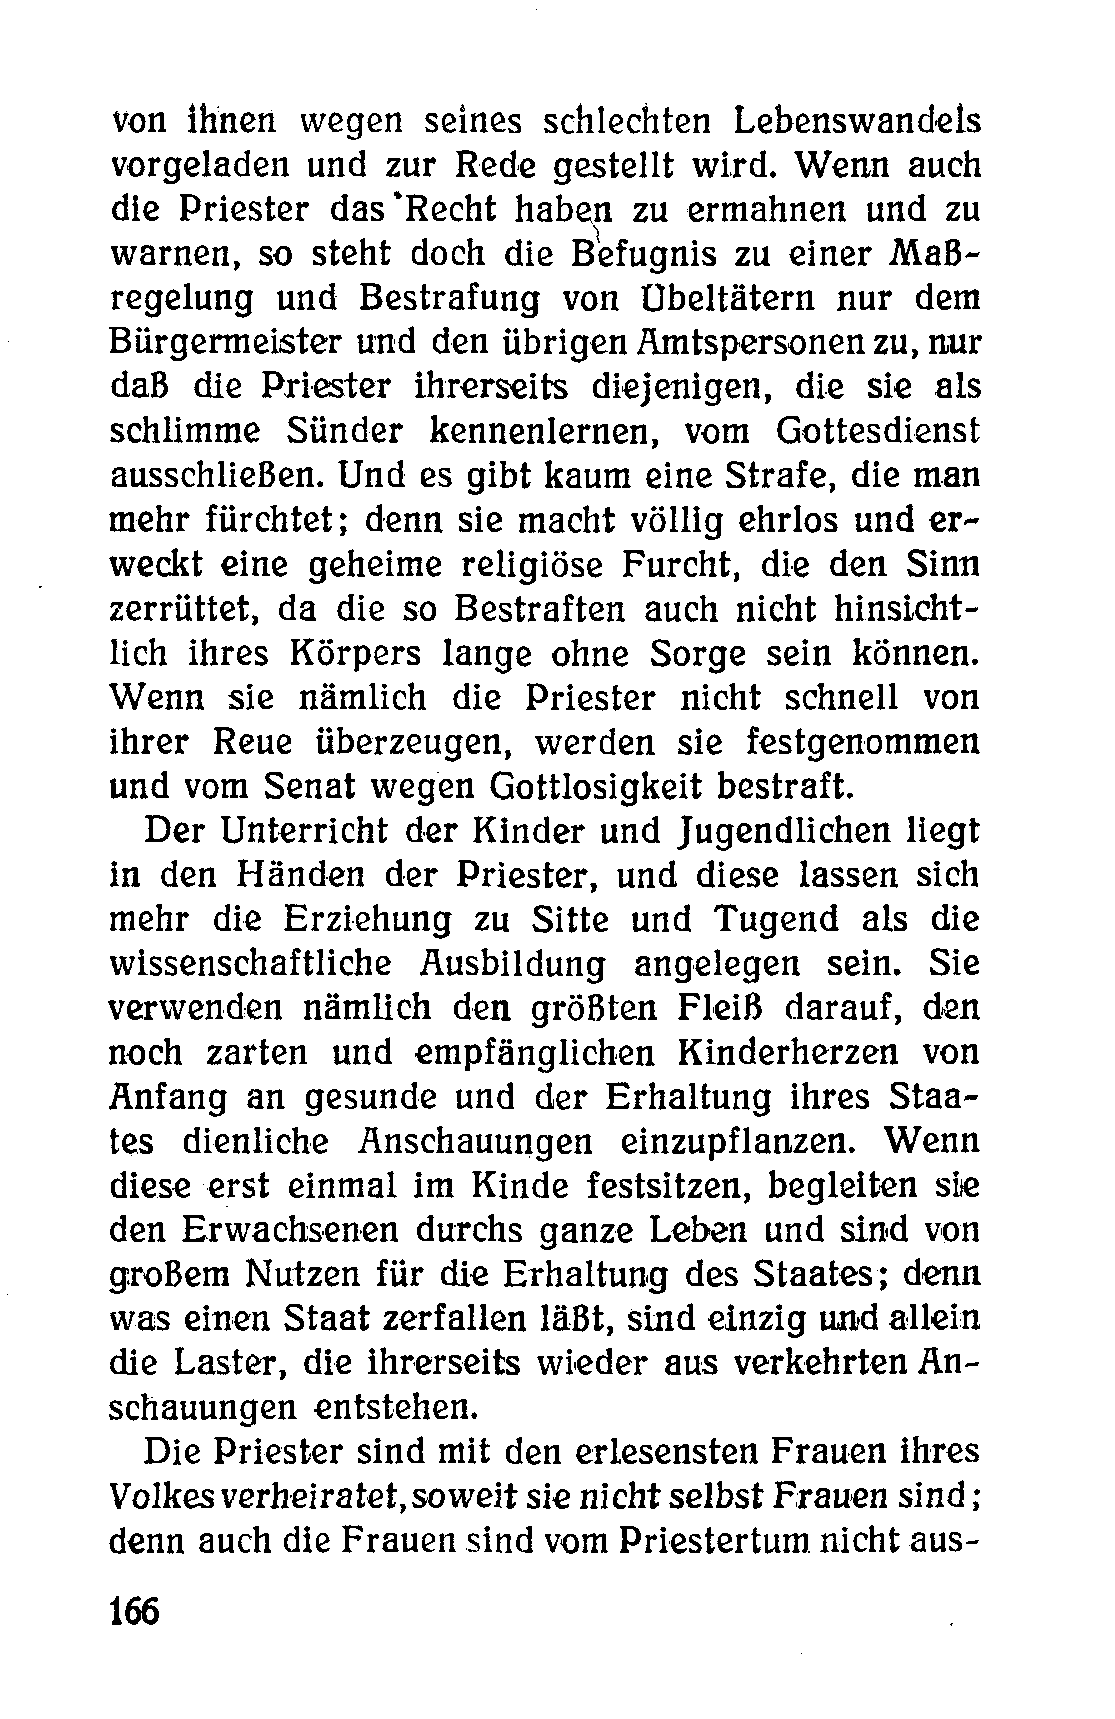 von ihnen wegen seines schlechten Lebenswandels
vorgeladen und zur Rede gestellt wird. Wenn auch
die Priester das Recht haben zu ermahnen und zu
warnen, so steht doch die Befugnis zu einer Maß-
regelung und Bestrafung von Übeltätern nur dem
Bürgermeister und den übrigen Amtspersonen zu, nur
daß die Priester ihrerseits diejenigen, die sie als
schlimme Sünder kennenlernen, vom Gottesdienst
ausschließen. Und es gibt kaum eine Strafe, die man
mehr fürchtet; denn sie macht völlig ehrlos und er-
weckt eine geheime religiöse Furcht, die den Sinn
zerrüttet, da die so Bestraften auch nicht hinsicht-
lich ihres Körpers lange ohne Sorge sein können.
Wenn sie nämlich die Priester nicht schnell von
ihrer Reue überzeugen, werden sie festgenommen
und vom Senat wegen Gottlosigkeit bestraft.
Der Unterricht der Kinder und Jugendlichen liegt
in den Händen der Priester, und diese lassen sich
mehr die Erziehung zu Sitte und Tugend als die
wissenschaftliche Ausbildung angelegen sein. Sie
verwenden nämlich den größten Fleiß darauf, den
noch zarten und empfänglichen Kinderherzen von
Anfang an gesunde und der Erhaltung ihres Staa-
tes dienliche Anschauungen einzupflanzen. Wenn
diese erst einmal im Kinde festsitzen, begleiten sie
den Erwachsenen durchs ganze Leben und sind von
großem Nutzen für die Erhaltung des Staates; denn
was einen Staat zerfallen läßt, sind einzig und allein
die Laster, die ihrerseits wieder aus verkehrten An-
schauungen entstehen.
Die Priester sind mit den erlesensten Frauen ihres
Volkes verheiratet, soweit sie nicht selbst Frauen sind;
denn auch die Frauen sind vom Priestertum nicht aus-
166